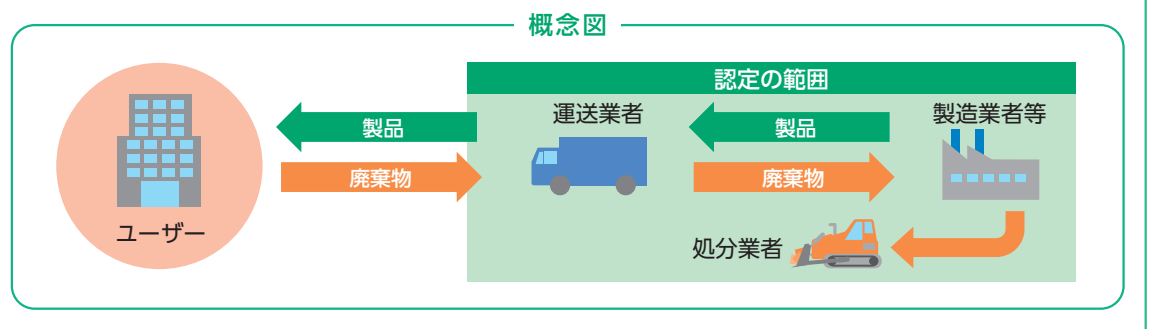 概念図
認定の範囲
運送業者
製造業者等
製品
製品
廃棄物
廃棄物
ユーザー
処分業者